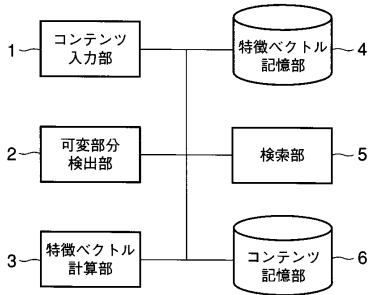 1
コンテンツ
入力部
特徴ベクトル
記憶部
4
2
可変部分
検出部
検索部
5
3
特徴ベクトル
計算部
コンテンツ
記憶部
6